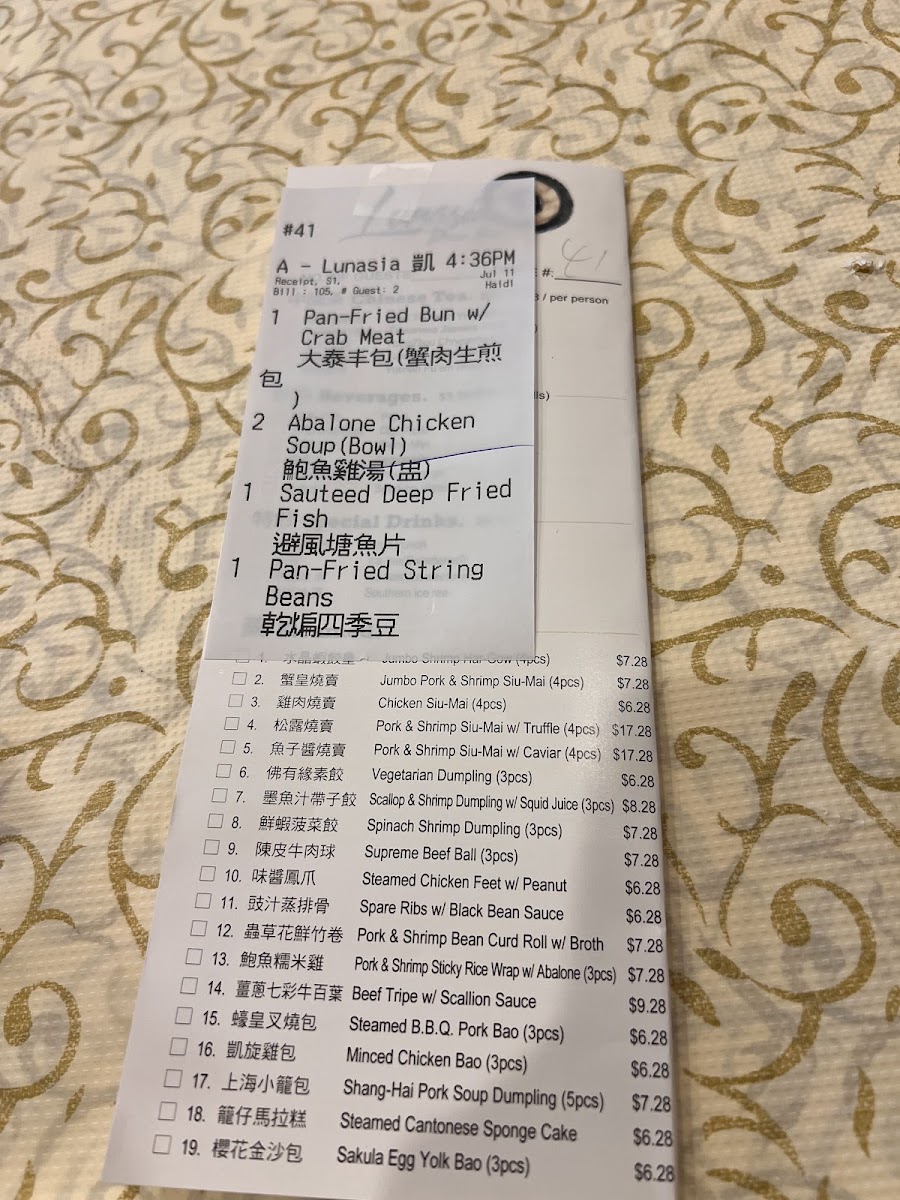 #41
A - Lunasia 凱 4:36PM
Receipt, S1, Jul 11
Bill : 105, # Guest: 2 Haidi
#: 41
/ per person
1 Pan-Fried Bun w/
Crab Meat
大泰丰包(蟹肉生煎
包
)
2 Abalone Chicken
Soup(Bowl)
鮑魚雞湯(盅)
1 Sauteed Deep Fried
Fish
避風塘魚片
1 Pan-Fried String
Beans
乾煸四季豆
1. 水晶蝦餃皇 Jumbo Shrimp Har Gow (4pcs) $7.28
2. 蟹皇燒賣 Jumbo Pork & Shrimp Siu-Mai (4pcs) $7.28
3. 雞肉燒賣 Chicken Siu-Mai (4pcs) $6.28
4. 松露燒賣 Pork & Shrimp Siu-Mai w/ Truffle (4pcs) $17.28
5. 魚子醬燒賣 Pork & Shrimp Siu-Mai w/ Caviar (4pcs) $17.28
6. 佛有緣素餃 Vegetarian Dumpling (3pcs) $6.28
7. 墨魚汁帶子餃 Scallop & Shrimp Dumpling w/ Squid Juice (3pcs) $8.28
8. 鮮蝦菠菜餃 Spinach Shrimp Dumpling (3pcs) $7.28
9. 陳皮牛肉球 Supreme Beef Ball (3pcs) $7.28
10. 味醬鳳爪 Steamed Chicken Feet w/ Peanut $6.28
11. 豉汁蒸排骨 Spare Ribs w/ Black Bean Sauce $6.28
12. 蟲草花鮮竹卷 Pork & Shrimp Bean Curd Roll w/ Broth $7.28
13. 鮑魚糯米雞 Pork & Shrimp Sticky Rice Wrap w/ Abalone (3pcs) $7.28
14. 薑蔥七彩牛百葉 Beef Tripe w/ Scallion Sauce $9.28
15. 蠔皇叉燒包 Steamed B.B.Q. Pork Bao (3pcs) $6.28
16. 凱旋雞包 Minced Chicken Bao (3pcs) $6.28
17. 上海小籠包 Shang-Hai Pork Soup Dumpling (5pcs) $7.28
18. 籠仔馬拉糕 Steamed Cantonese Sponge Cake $6.28
19. 櫻花金沙包 Sakula Egg Yolk Bao (3pcs) $6.28